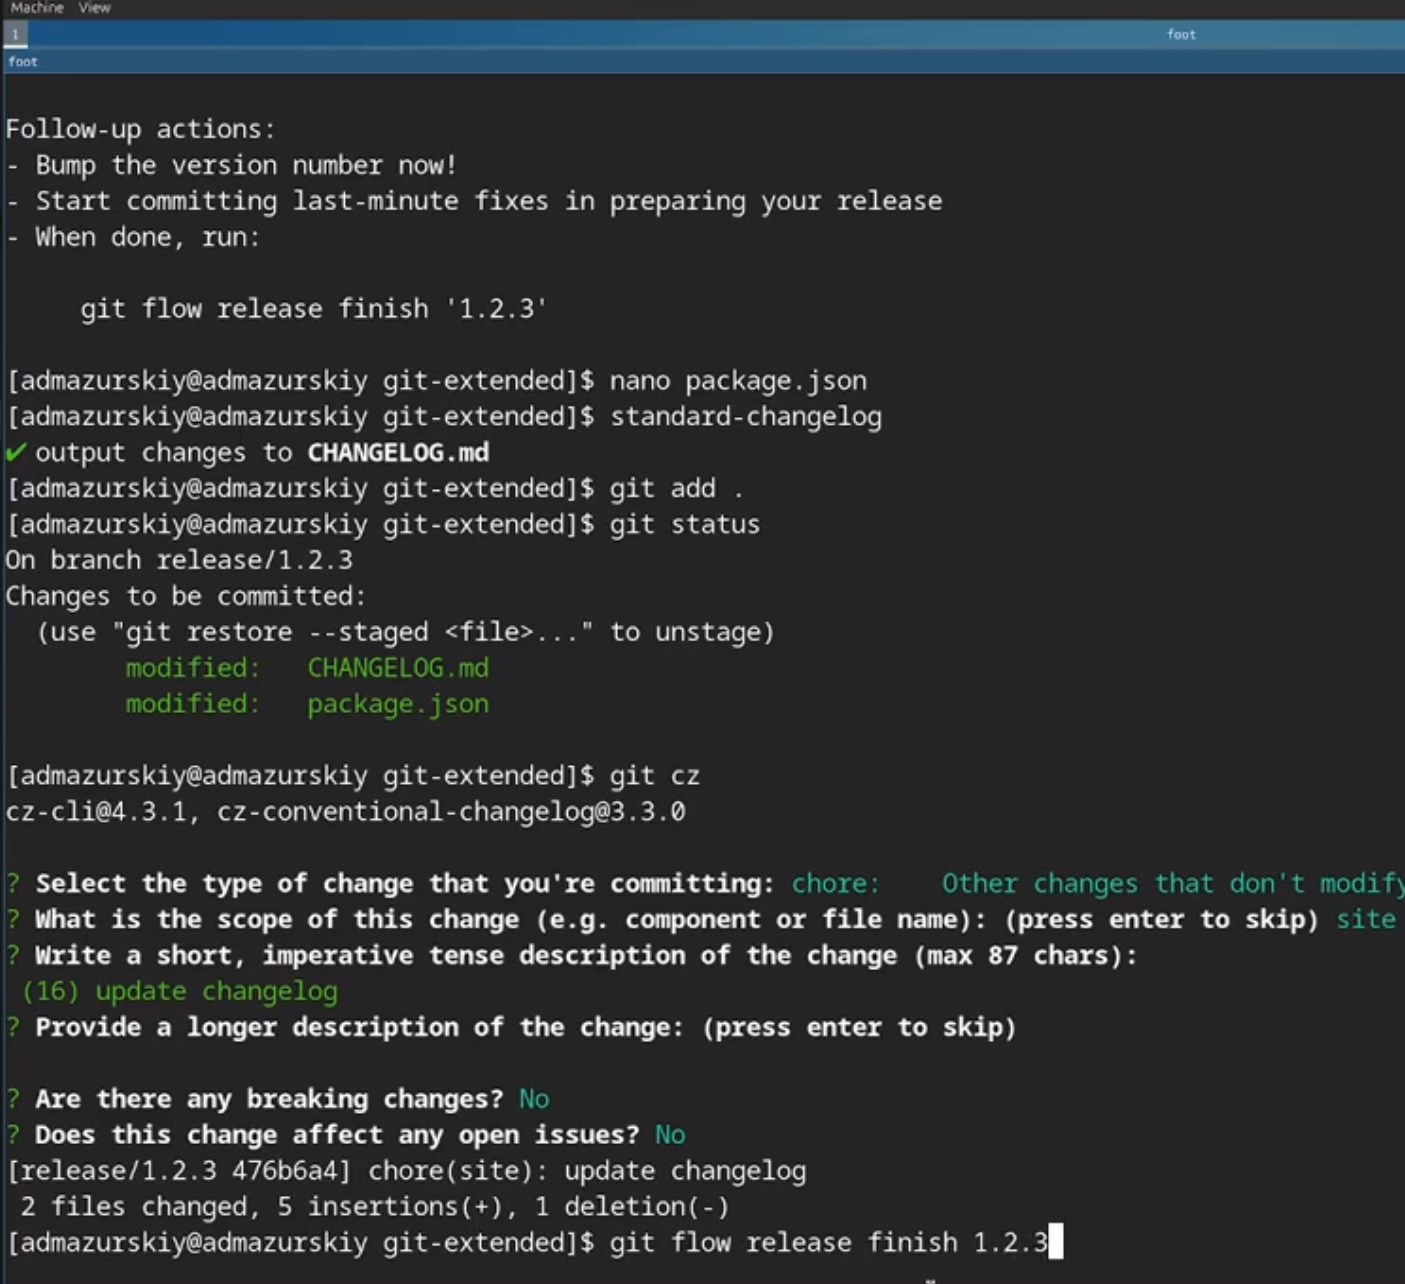 Machine View
1 foot
foot
Follow-up actions:
- Bump the version number now!
- Start committing last-minute fixes in preparing your release
- When done, run:
git flow release finish '1.2.3'
[admazurskiy@admazurskiy git-extended]$ nano package.json
[admazurskiy@admazurskiy git-extended]$ standard-changelog
✔ output changes to CHANGELOG.md
[admazurskiy@admazurskiy git-extended]$ git add .
[admazurskiy@admazurskiy git-extended]$ git status
On branch release/1.2.3
Changes to be committed:
(use "git restore --staged <file>..." to unstage)
modified: CHANGELOG.md
modified: package.json
[admazurskiy@admazurskiy git-extended]$ git cz
cz-cli@4.3.1, cz-conventional-changelog@3.3.0
? Select the type of change that you're committing: chore: Other changes that don't modify
? What is the scope of this change (e.g. component or file name): (press enter to skip) site
? Write a short, imperative tense description of the change (max 87 chars):
(16) update changelog
? Provide a longer description of the change: (press enter to skip)
? Are there any breaking changes? No
? Does this change affect any open issues? No
[release/1.2.3 476b6a4] chore(site): update changelog
2 files changed, 5 insertions(+), 1 deletion(-)
[admazurskiy@admazurskiy git-extended]$ git flow release finish 1.2.3